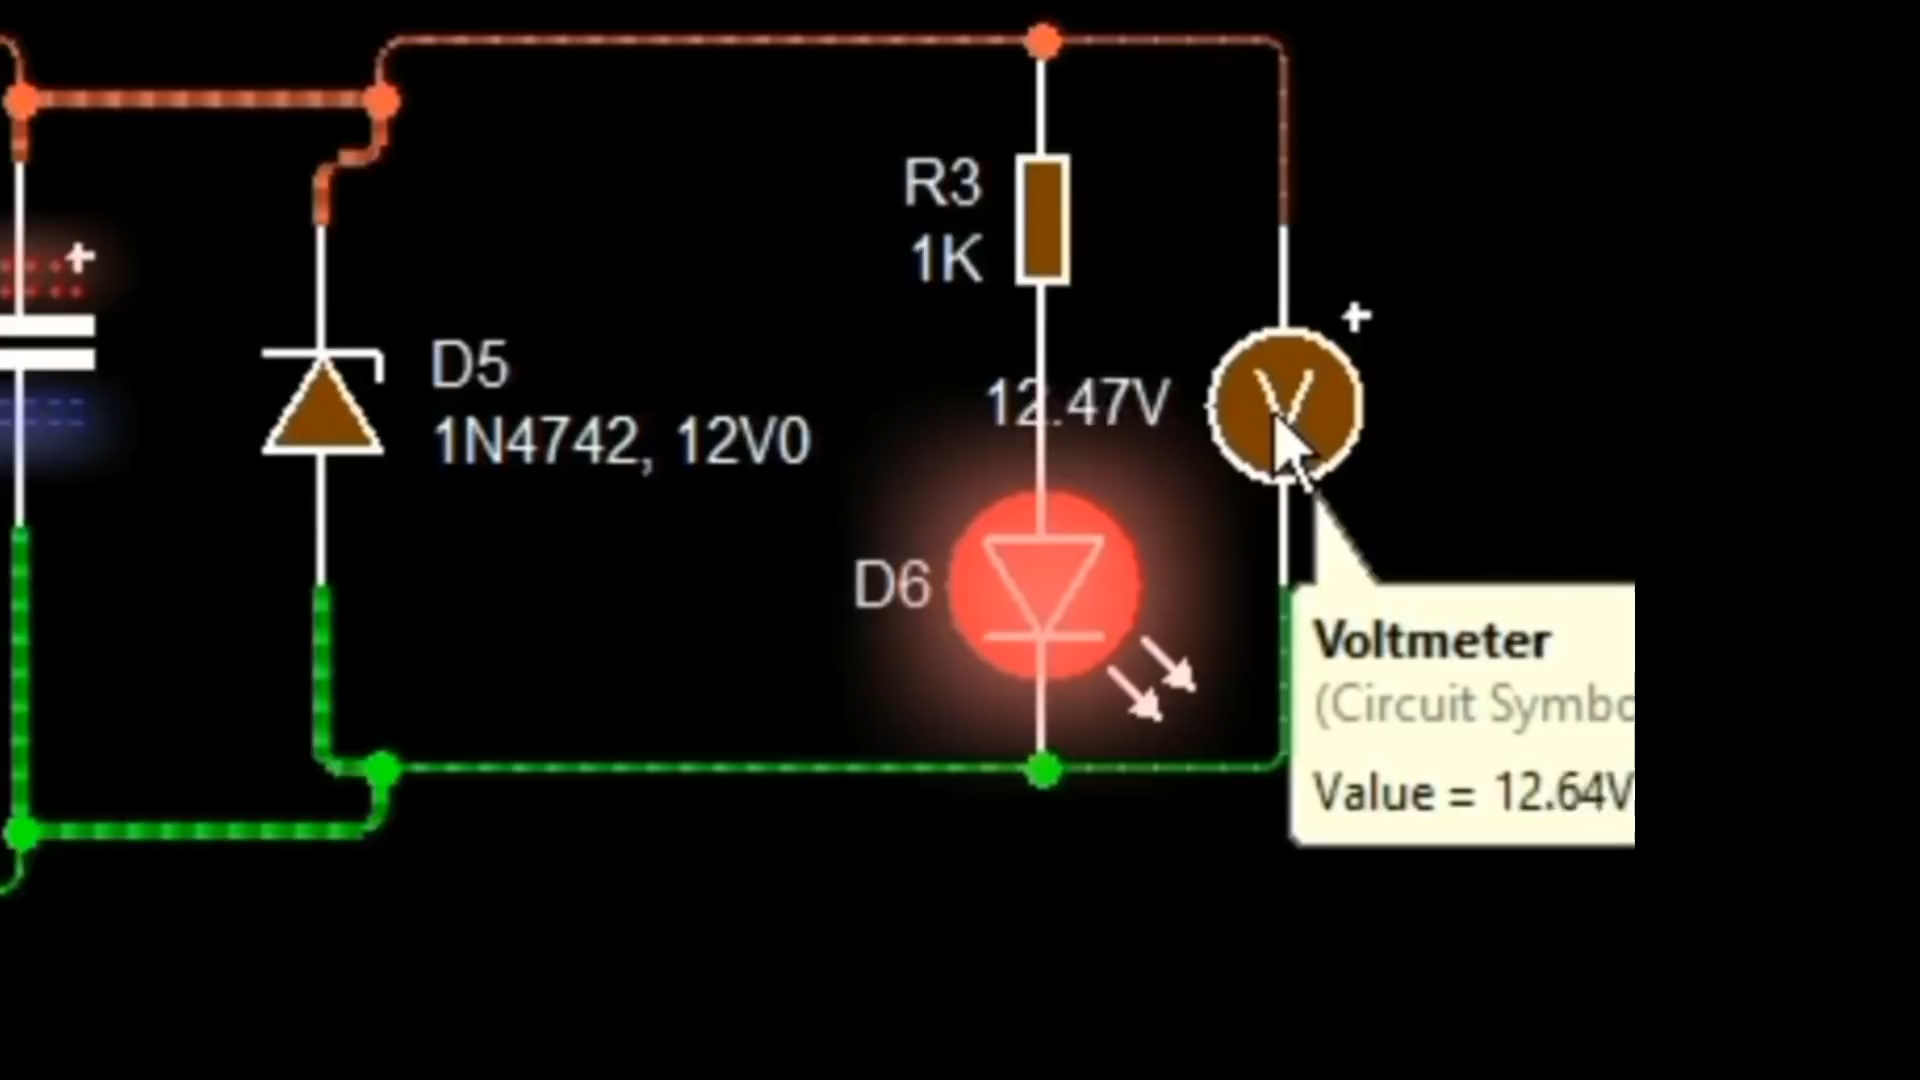 +
R3
1K
+
D5
1N4742, 12V0
12.47V
V
D6
Voltmeter
(Circuit Symbo
Value = 12.64V